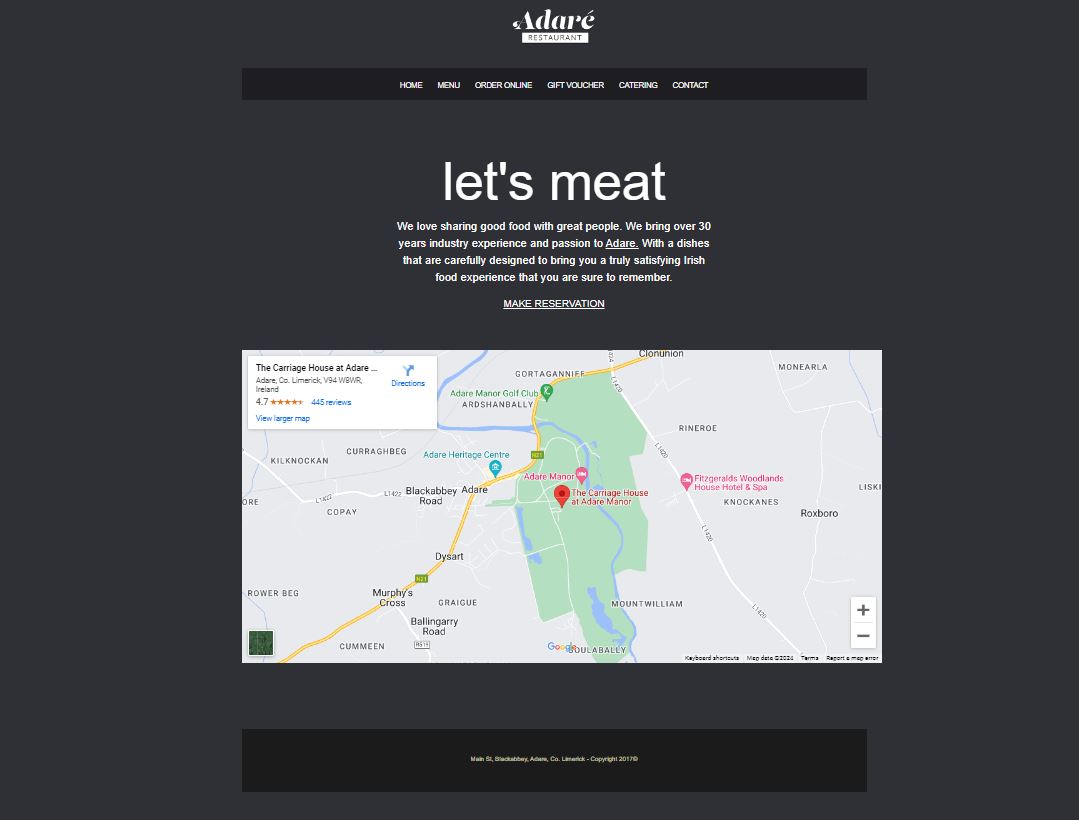 Adaré
RESTAURANT
HOME MENU ORDER ONLINE GIFT VOUCHER CATERING CONTACT
let's meat
We love sharing good food with great people. We bring over 30
years industry experience and passion to Adare. With a dishes
that are carefully designed to bring you a truly satisfying Irish
food experience that you are sure to remember.
MAKE RESERVATION
The Carriage House at Adare ...
Adare, Co. Limerick, V94 W8WR,
Ireland
Directions
4.7 445 reviews
View larger map
Clonunion
GORTAGANNIFF
L1420
MONEARLA
Adare Manor Golf Club
ARDSHANBALLY
RINEROE
CURRAGHBEG
Adare Heritage Centre
N21
L1420
KILKNOCKAN
Adare Manor
Fitzgeralds Woodlands
House Hotel & Spa
LISKI
ORE
L1422
L1422
Blackabbey
Road
Adare
The Carriage House
at Adare Manor
KNOCKANES
COPAY
Roxboro
L1420
Dysart
N21
ROWER BEG
Murphy's
Cross
GRAIGUE
MOUNTWILLIAM
L1420
Ballingarry
Road
CUMMEEN
R519
Google
BOULABALLY
Keyboard shortcuts Map data ©2024 Terms Report a map error
Main St, Blackabbey, Adare, Co. Limerick - Copyright 2017©